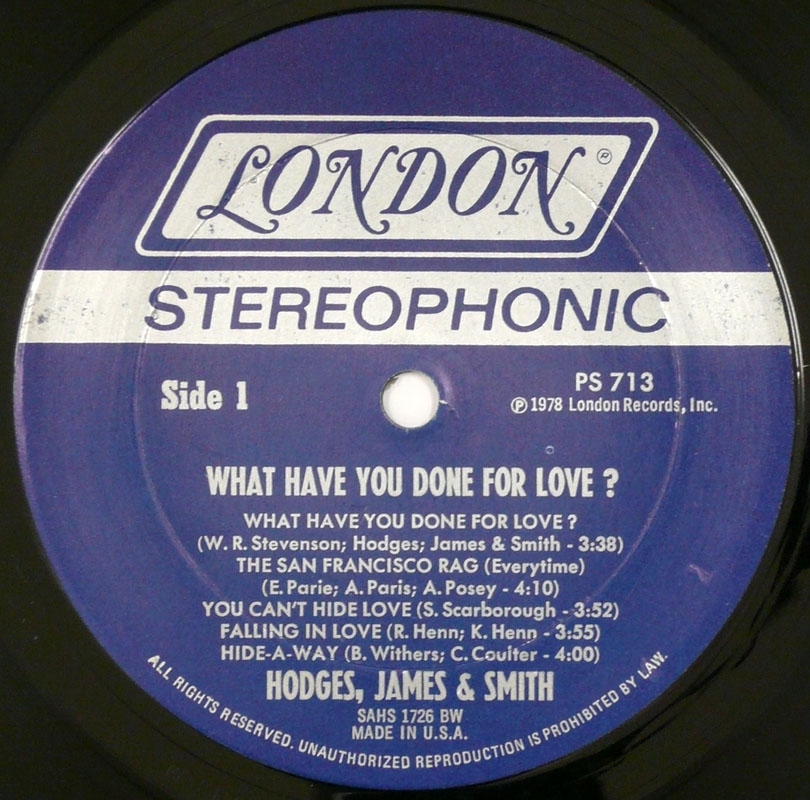 LONDON ®
STEREOPHONIC
Side 1
PS 713
℗ 1978 London Records, Inc.
WHAT HAVE YOU DONE FOR LOVE ?
WHAT HAVE YOU DONE FOR LOVE ?
(W. R. Stevenson; Hodges; James & Smith - 3:38)
THE SAN FRANCISCO RAG (Everytime)
(E. Parie; A. Paris; A. Posey - 4:10)
YOU CAN'T HIDE LOVE (S. Scarborough - 3:52)
FALLING IN LOVE (R. Henn; K. Henn - 3:55)
HIDE-A-WAY (B. Withers; C. Coulter - 4:00)
HODGES, JAMES & SMITH
SAHS 1726 BW
MADE IN U.S.A.
ALL RIGHTS RESERVED. UNAUTHORIZED REPRODUCTION IS PROHIBITED BY LAW.